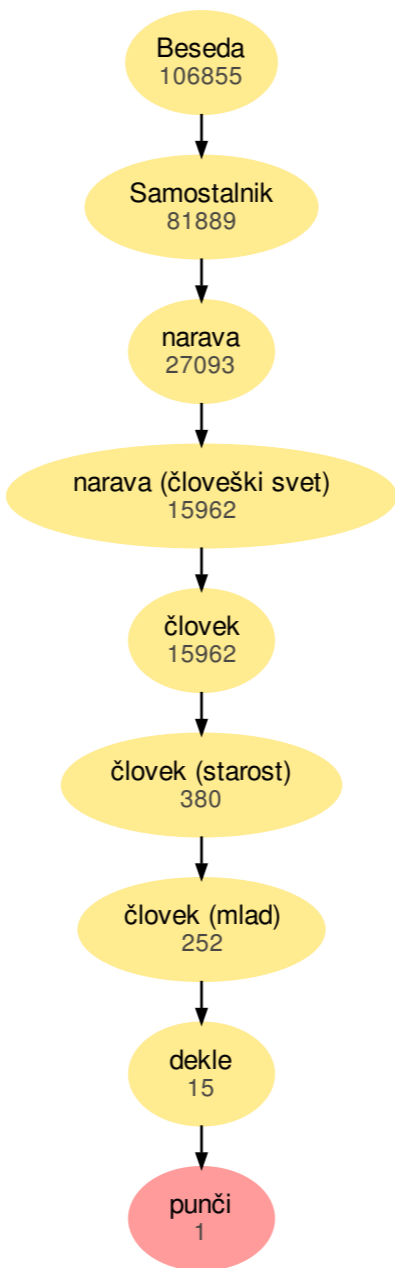 Beseda
106855
Samostalnik
81889
narava
27093
narava (človeški svet)
15962
človek
15962
človek (starost)
380
človek (mlad)
252
dekle
15
punči
1